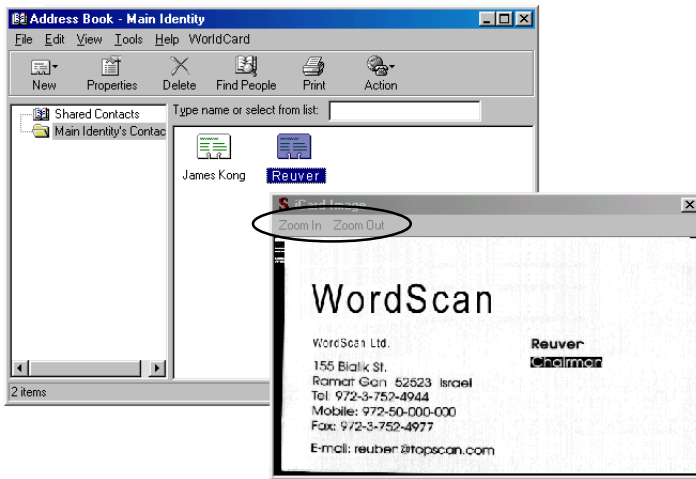 Address Book - Main Identity
File Edit View Tools Help WorldCard
New Properties Delete Find People Print Action
Shared Contacts
Main Identity's Contac
Type name or select from list:
James Kong Reuver
2 items
iCard Image
Zoom In Zoom Out
WordScan
WordScan Ltd.
155 Bialik St.
Ramat Gan 52523 Israel
Tel: 972-3-752-4944
Mobile: 972-50-000-000
Fax: 972-3-752-4977
E-mail: reuben@topscan.com
Reuver
Chairman